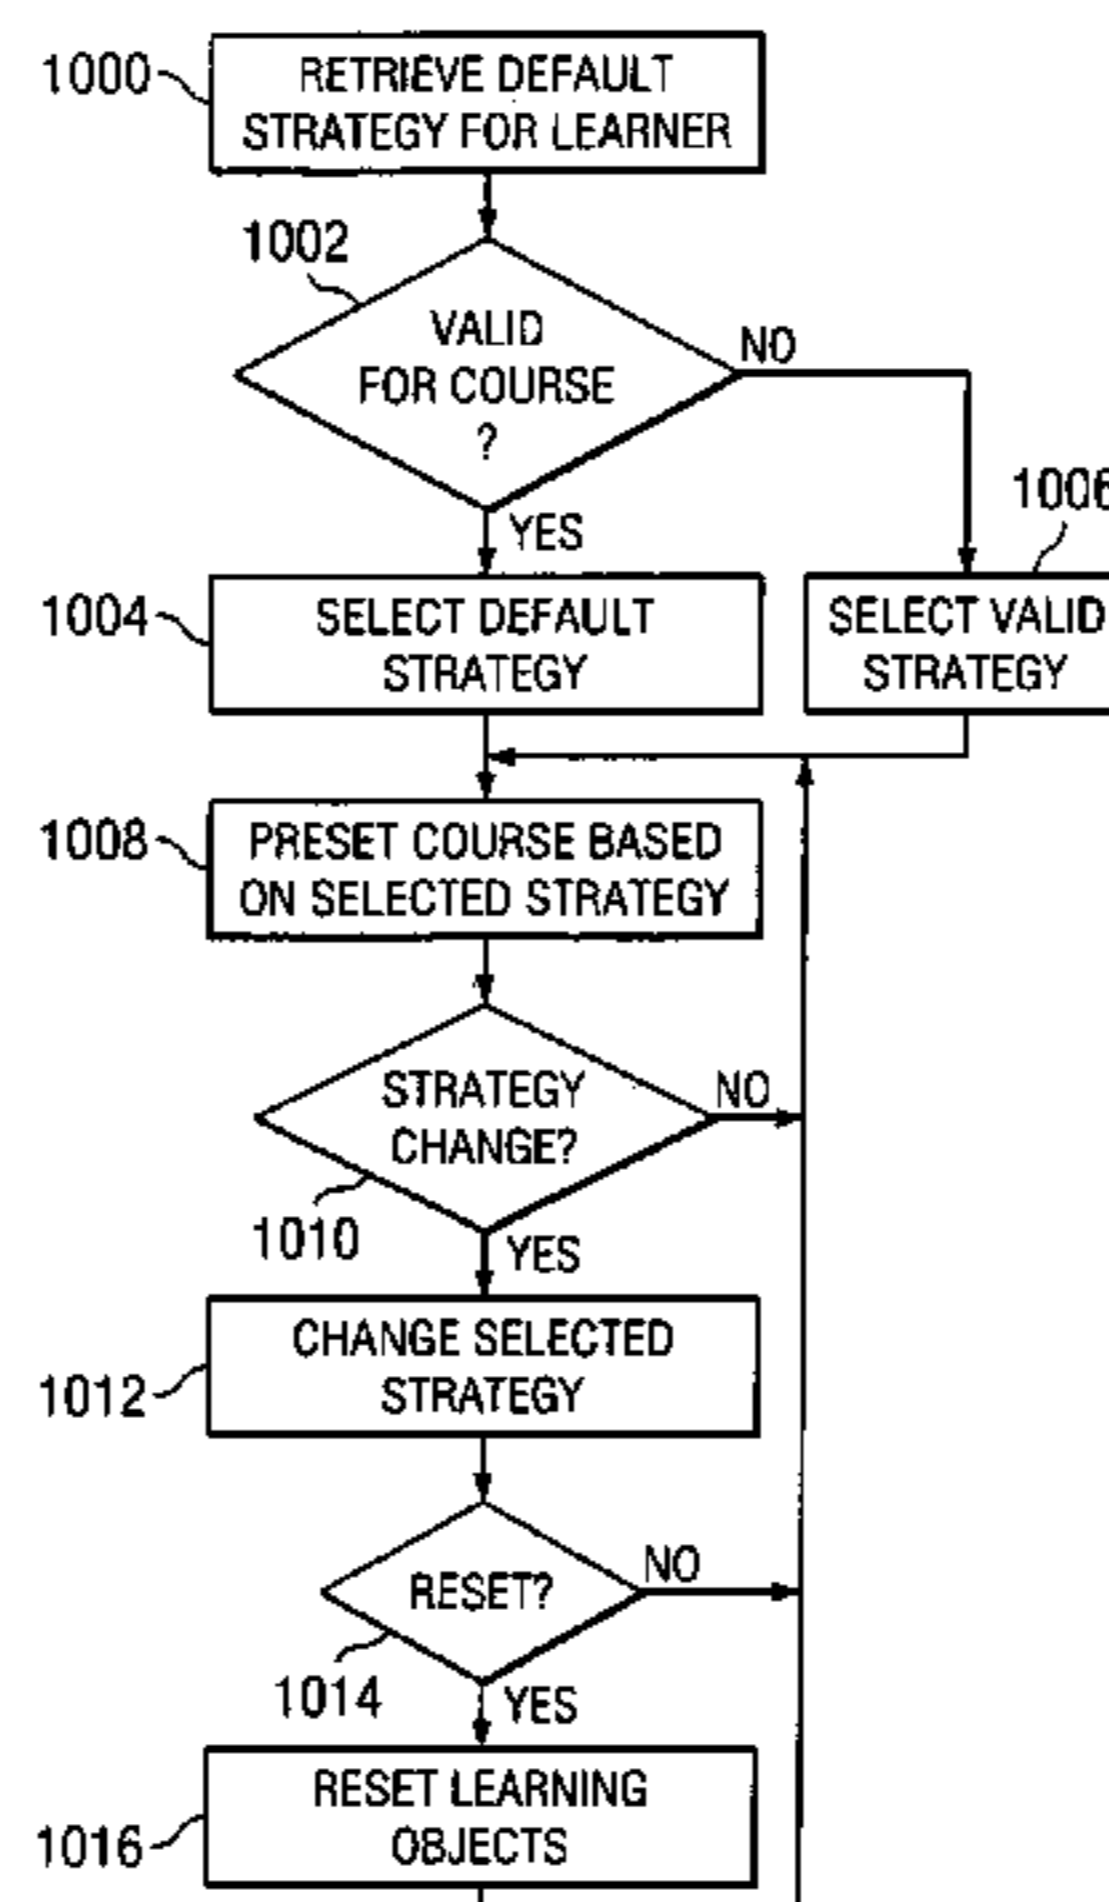 1000
RETRIEVE DEFAULT
STRATEGY FOR LEARNER
1002
VALID
FOR COURSE
?
NO
YES
1006
1004
SELECT DEFAULT
STRATEGY
SELECT VALID
STRATEGY
1008
PRESET COURSE BASED
ON SELECTED STRATEGY
STRATEGY
CHANGE?
NO
1010
YES
CHANGE SELECTED
STRATEGY
1012
RESET?
NO
1014
YES
RESET LEARNING
OBJECTS
1016